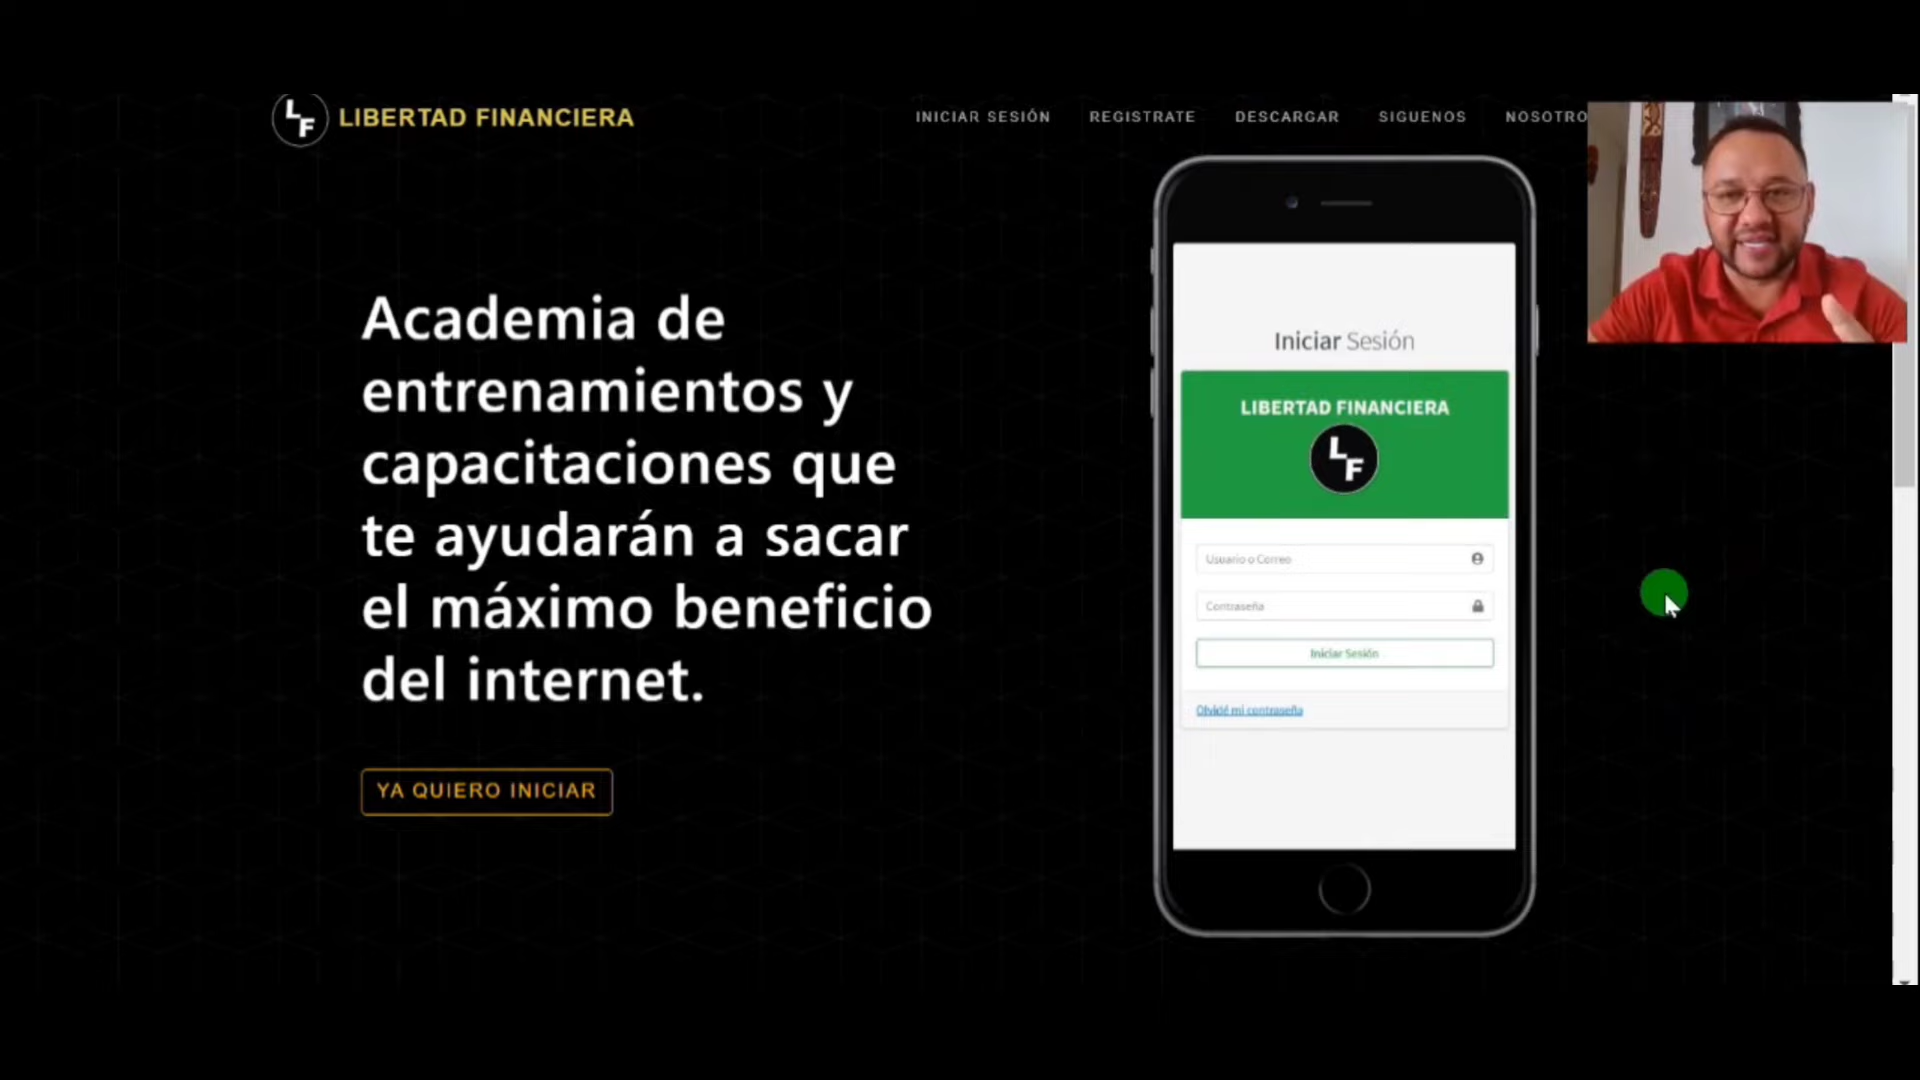 LF LIBERTAD FINANCIERA
INICIAR SESIÓN REGISTRATE DESCARGAR SIGUENOS NOSOTRO
Academia de
entrenamientos y
capacitaciones que
te ayudarán a sacar
el máximo beneficio
del internet.
YA QUIERO INICIAR
Iniciar Sesión
LIBERTAD FINANCIERA
LF
Usuario o Correo
Contraseña
Iniciar Sesión
Olvidé mi contraseña